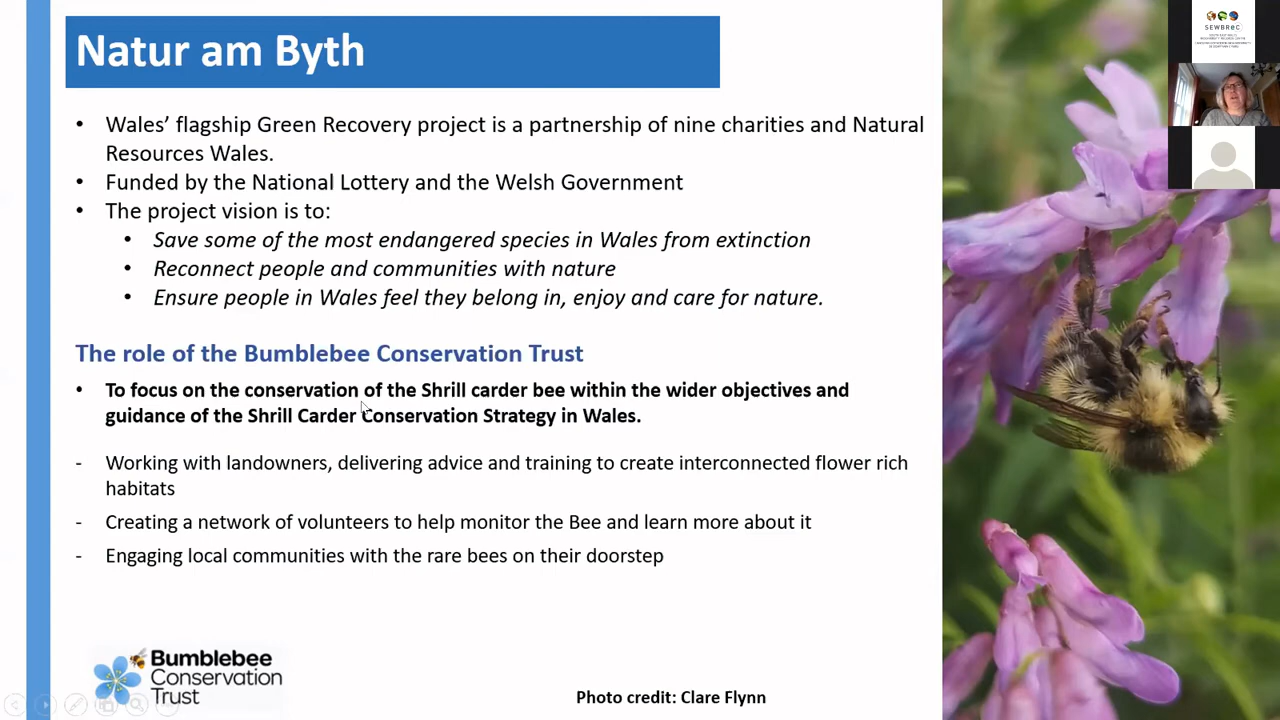 Natur am Byth
• Wales’ flagship Green Recovery project is a partnership of nine charities and Natural
Resources Wales.
• Funded by the National Lottery and the Welsh Government
• The project vision is to:
• Save some of the most endangered species in Wales from extinction
• Reconnect people and communities with nature
• Ensure people in Wales feel they belong in, enjoy and care for nature.
The role of the Bumblebee Conservation Trust
• To focus on the conservation of the Shrill carder bee within the wider objectives and
guidance of the Shrill Carder Conservation Strategy in Wales.
- Working with landowners, delivering advice and training to create interconnected flower rich
habitats
- Creating a network of volunteers to help monitor the Bee and learn more about it
- Engaging local communities with the rare bees on their doorstep
Bumblebee
Conservation
Trust
Photo credit: Clare Flynn
SEWBReC